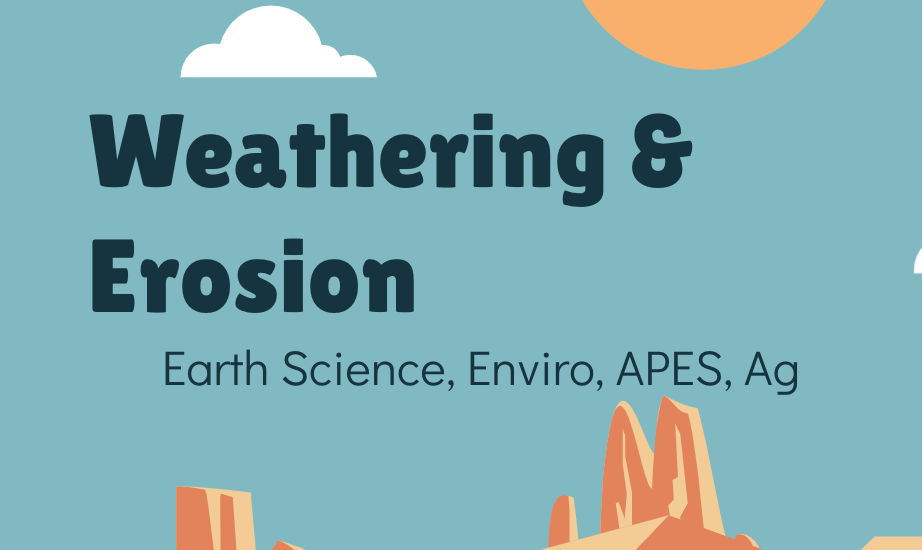 Weathering &
Erosion
Earth Science, Enviro, APES, Ag